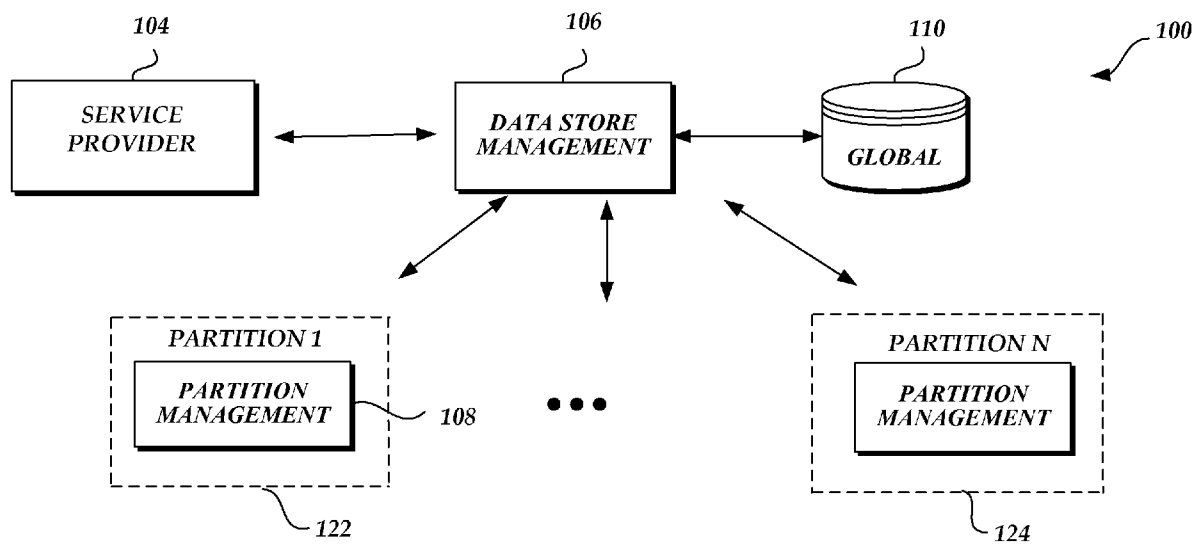 104
106
110
100
SERVICE
PROVIDER
DATA STORE
MANAGEMENT
GLOBAL
PARTITION 1
PARTITION
MANAGEMENT
108
PARTITION N
PARTITION
MANAGEMENT
122
124